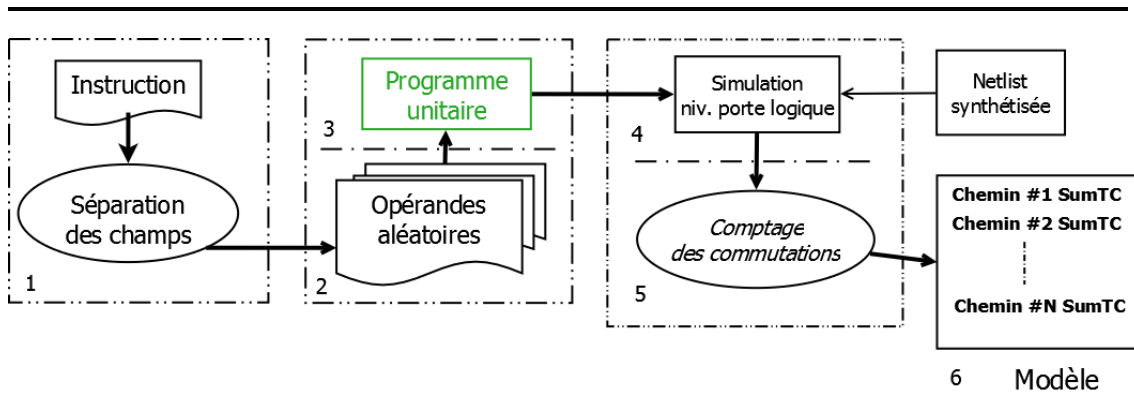 Instruction
Séparation
des champs
1
Programme
unitaire
3
Opérandes
aléatoires
2
Simulation
niv. porte logique
4
Comptage
des commutations
5
Netlist
synthétisée
Chemin #1 SumTC
Chemin #2 SumTC
Chemin #N SumTC
6
Modèle